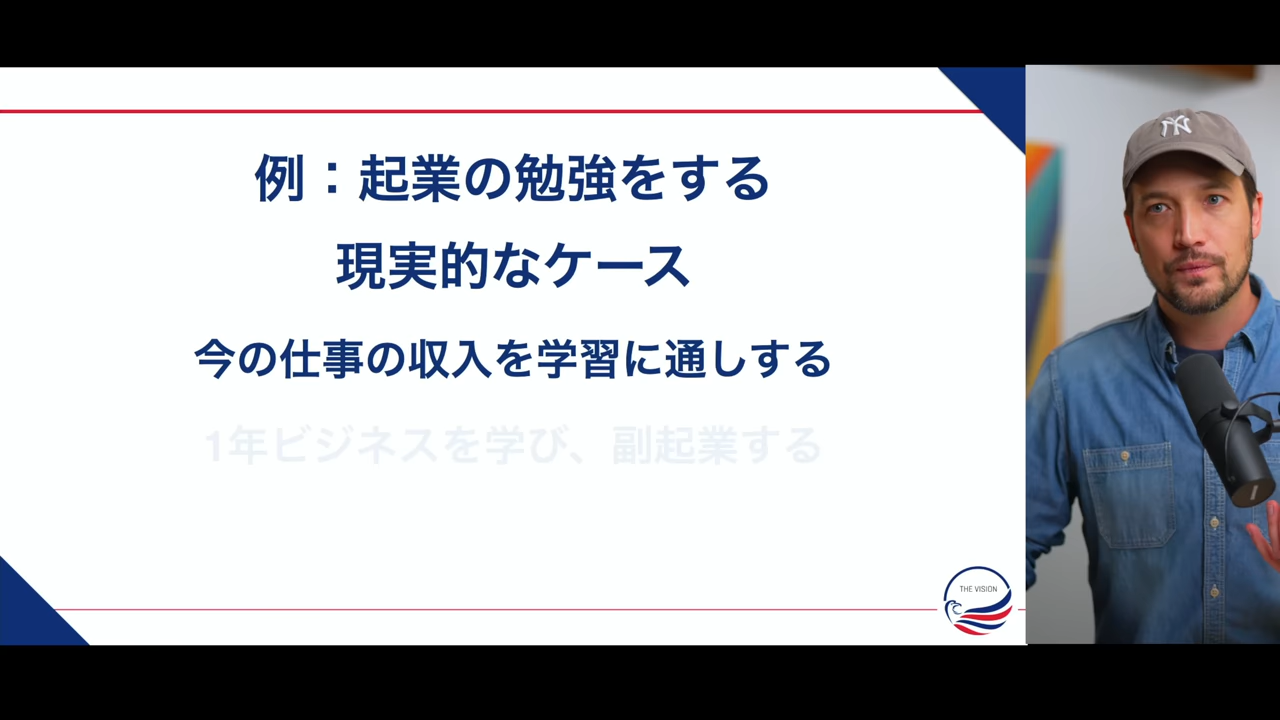 例：起業の勉強をする
現実的なケース
今の仕事の収入を学習に通しする
1年ビジネスを学び、副起業する
THE VISION
NY